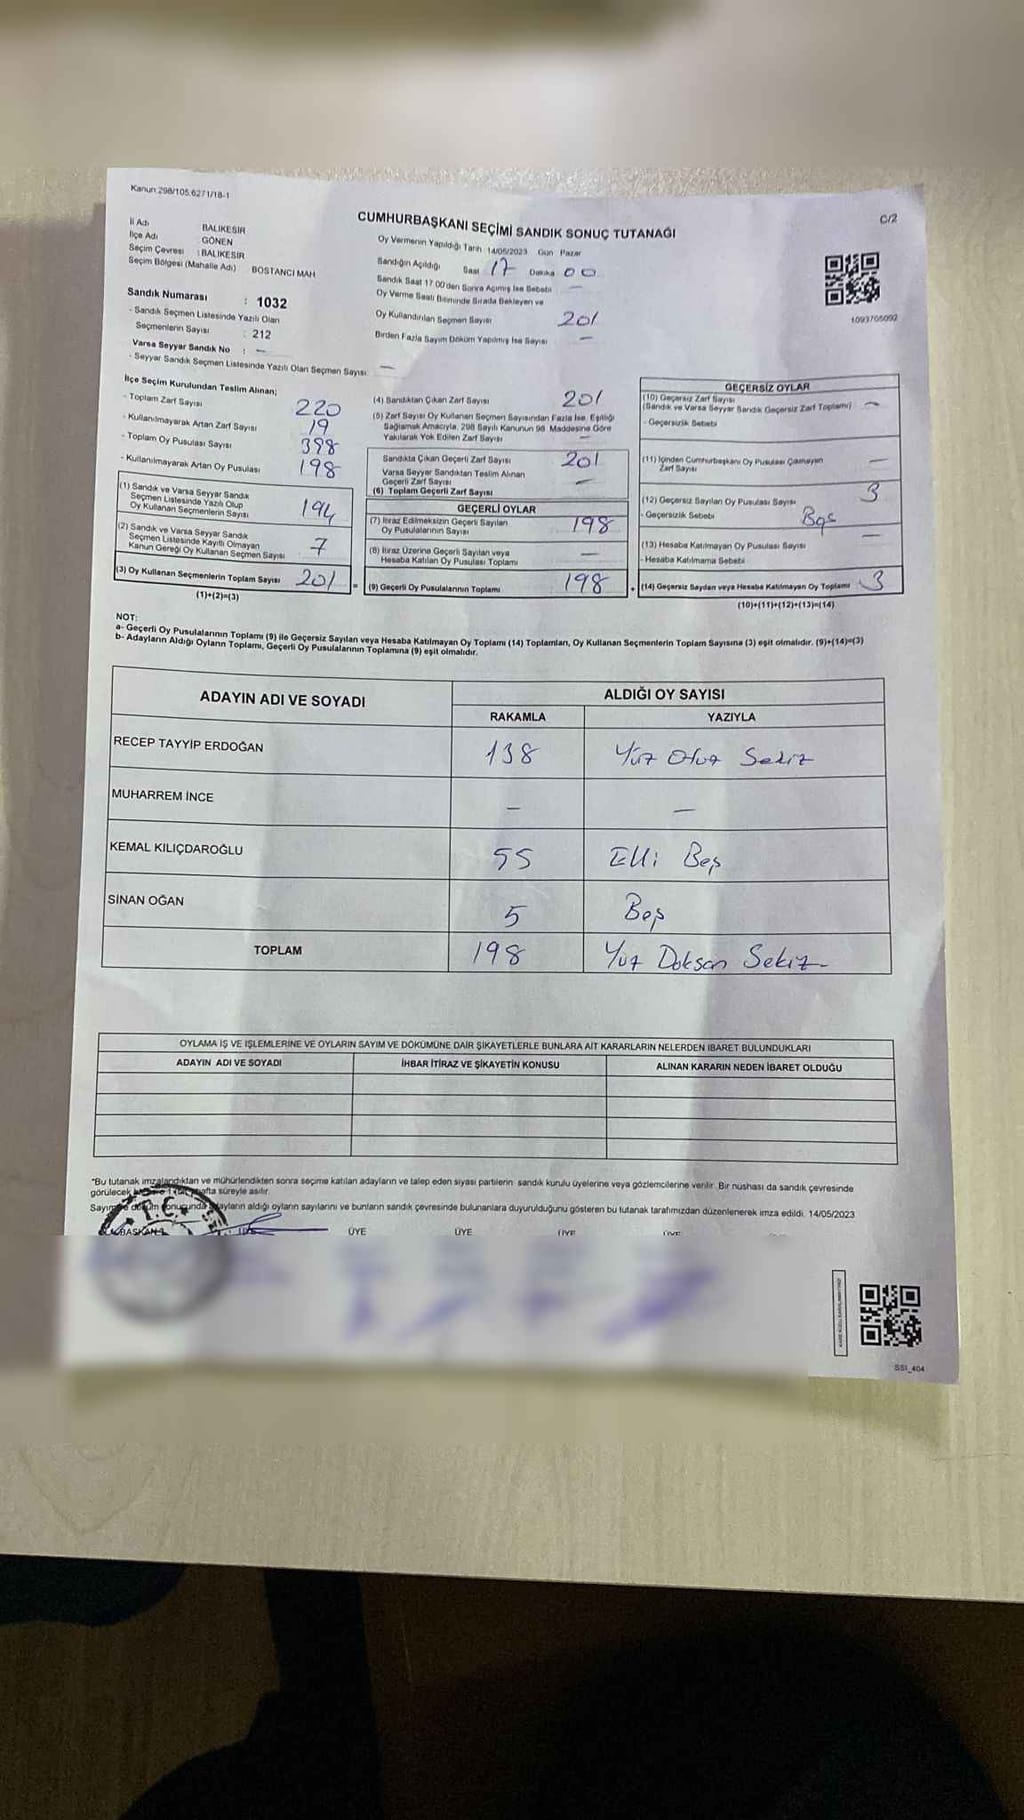 Kanun 298/105.6271/18-1
C/2
CUMHURBAŞKANI SEÇİMİ SANDIK SONUÇ TUTANAĞI
İl Adı BALIKESİR
İlçe Adı GÖNEN
Seçim Çevresi : BALIKESİR
Seçim Bölgesi (Mahalle Adı) BOSTANCI MAH
Sandık Numarası : 1032
- Sandık Seçmen Listesinde Yazılı Olan
Seçmenlerin Sayısı : 212
Varsa Seyyar Sandık No : —
- Seyyar Sandık Seçmen Listesinde Yazılı Olan Seçmen Sayısı —
Oy Vermenin Yapıldığı Tarih 14/05/2023 Gün Pazar
Sandığın Açıldığı Saat 17 Dakika 00
Sandık Saat 17 00'den Sonra Açılmış İse Sebebi —
Oy Verme Saati Bitiminde Sırada Bekleyen ve
Oy Kullandırılan Seçmen Sayısı 201
Birden Fazla Sayım Döküm Yapılmış İse Sayısı —
1093705092
İlçe Seçim Kurulundan Teslim Alınan;
- Toplam Zarf Sayısı 220
- Kullanılmayarak Artan Zarf Sayısı 19
- Toplam Oy Pusulası Sayısı 398
- Kullanılmayarak Artan Oy Pusulası 198
(1) Sandık ve Varsa Seyyar Sandık
Seçmen Listesinde Yazılı Olup
Oy Kullanan Seçmenlerin Sayısı 194
(2) Sandık ve Varsa Seyyar Sandık
Seçmen Listesinde Kayıtlı Olmayan
Kanun Gereği Oy Kullanan Seçmen Sayısı 7
(3) Oy Kullanan Seçmenlerin Toplam Sayısı 201
(1)+(2)=(3)
(4) Sandıktan Çıkan Zarf Sayısı 201
(5) Zarf Sayısı Oy Kullanan Seçmen Sayısından Fazla İse, Eşitliği
Sağlamak Amacıyla, 298 Sayılı Kanunun 98. Maddesine Göre
Yakılarak Yok Edilen Zarf Sayısı —
Sandıkta Çıkan Geçerli Zarf Sayısı 201
Varsa Seyyar Sandıktan Teslim Alınan
Geçerli Zarf Sayısı —
(6) Toplam Geçerli Zarf Sayısı
GEÇERLİ OYLAR
(7) İtiraz Edilmeksizin Geçerli Sayılan
Oy Pusulalarının Sayısı 198
(8) İtiraz Üzerine Geçerli Sayılan veya
Hesaba Katılan Oy Pusulası Toplamı —
= (9) Geçerli Oy Pusulalarının Toplamı 198
GEÇERSİZ OYLAR
(10) Geçersiz Zarf Sayısı
(Sandık ve Varsa Seyyar Sandık Geçersiz Zarf Toplamı) —
- Geçersizlik Sebebi
(11) İçinden Cumhurbaşkanı Oy Pusulası Çıkmayan
Zarf Sayısı —
(12) Geçersiz Sayılan Oy Pusulası Sayısı 3
- Geçersizlik Sebebi Boş
(13) Hesaba Katılmayan Oy Pusulası Sayısı —
- Hesaba Katılmama Sebebi
+ (14) Geçersiz Sayılan veya Hesaba Katılmayan Oy Toplamı 3
(10)+(11)+(12)+(13)=(14)
NOT:
a- Geçerli Oy Pusulalarının Toplamı (9) ile Geçersiz Sayılan veya Hesaba Katılmayan Oy Toplamı (14) Toplamları, Oy Kullanan Seçmenlerin Toplam Sayısına (3) eşit olmalıdır. (9)+(14)=(3)
b- Adayların Aldığı Oyların Toplamı, Geçerli Oy Pusulalarının Toplamına (9) eşit olmalıdır.
ADAYIN ADI VE SOYADI ALDIĞI OY SAYISI
RAKAMLA YAZIYLA
RECEP TAYYİP ERDOĞAN 138 Yüz Otuz Sekiz
MUHARREM İNCE — —
KEMAL KILIÇDAROĞLU 55 Elli Beş
SİNAN OĞAN 5 Beş
TOPLAM 198 Yüz Doksan Sekiz
OYLAMA İŞ VE İŞLEMLERİNE VE OYLARIN SAYIM VE DÖKÜMÜNE DAİR ŞİKAYETLERLE BUNLARA AİT KARARLARIN NELERDEN İBARET BULUNDUKLARI
ADAYIN ADI VE SOYADI İHBAR İTİRAZ VE ŞİKAYETİN KONUSU ALINAN KARARIN NEDEN İBARET OLDUĞU
"Bu tutanak imzalandıktan ve mühürlendikten sonra seçime katılan adayların ve talep eden siyasi partilerin sandık kurulu üyelerine veya gözlemcilerine verilir. Bir nüshası da sandık çevresinde
görülecek hafta süreyle asılır.
Sayım ve döküm sonucunda adayların aldığı oyların sayılarını ve bunların sandık çevresinde bulunanlara duyurulduğunu gösteren bu tutanak tarafımızdan düzenlenerek imza edildi. 14/05/2023
BAŞKAN ÜYE ÜYE ÜYE ÜYE
T.C.
SSI_404